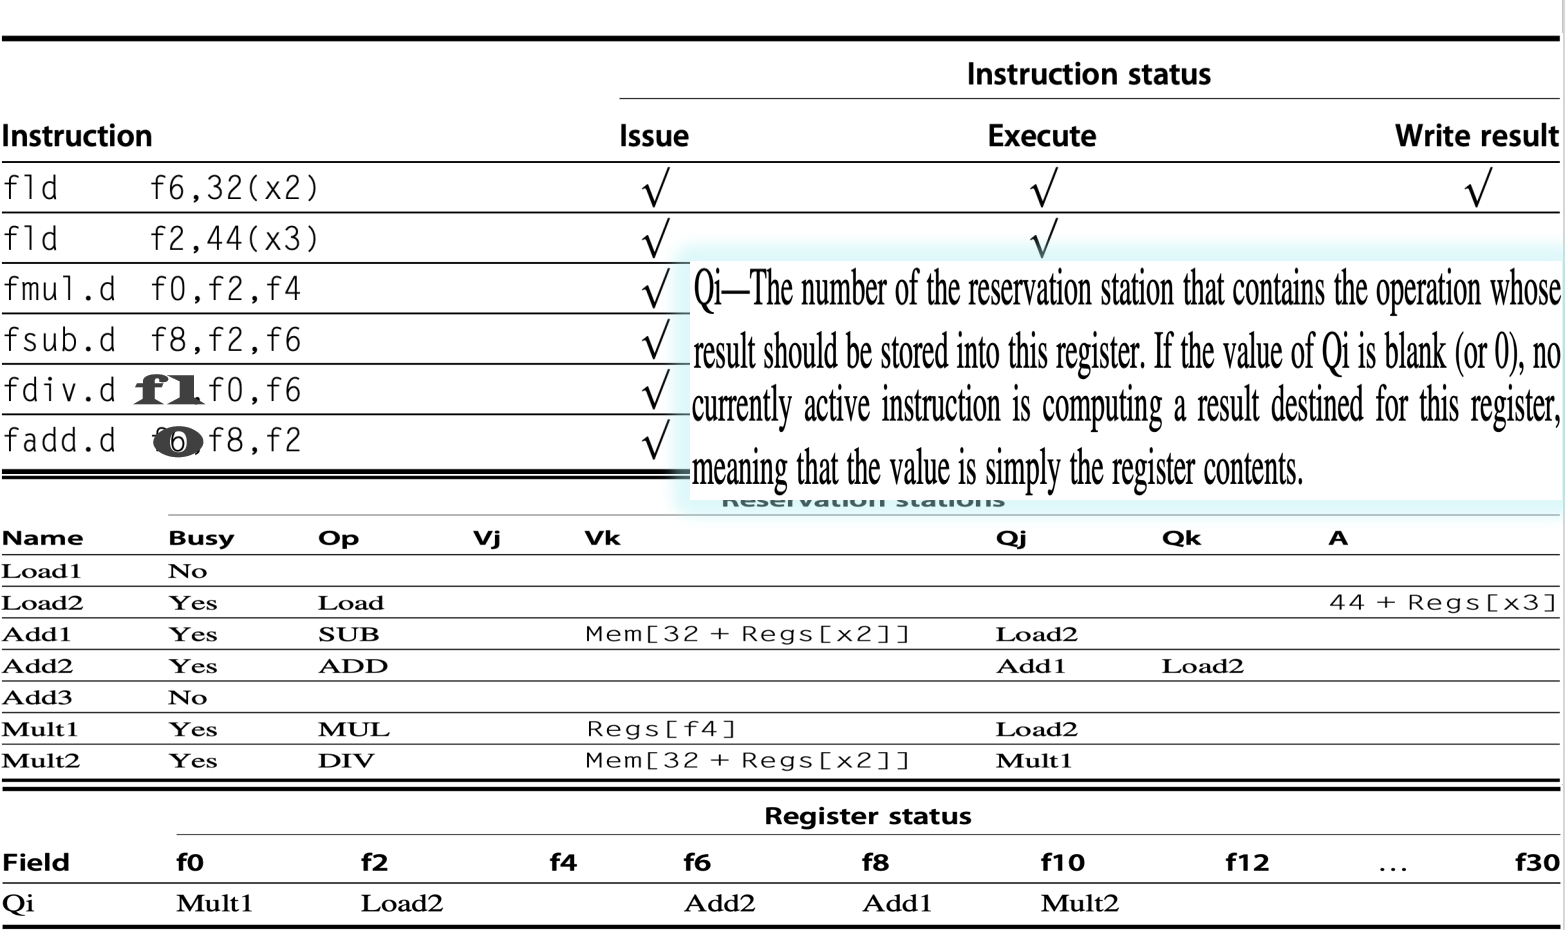 Instruction status
Instruction Issue Execute Write result
fld f6,32(x2) √ √ √
fld f2,44(x3) √ √
fmul.d f0,f2,f4 √
fsub.d f8,f2,f6 √
fdiv.d f1 f0,f6 √
fadd.d f8,f2 √
Qi—The number of the reservation station that contains the operation whose
result should be stored into this register. If the value of Qi is blank (or 0), no
currently active instruction is computing a result destined for this register,
meaning that the value is simply the register contents.
Reservation stations
Name Busy Op Vj Vk Qj Qk A
Load1 No
Load2 Yes Load 44 + Regs[x3]
Add1 Yes SUB Mem[32 + Regs[x2]] Load2
Add2 Yes ADD Add1 Load2
Add3 No
Mult1 Yes MUL Regs[f4] Load2
Mult2 Yes DIV Mem[32 + Regs[x2]] Mult1
Register status
Field f0 f2 f4 f6 f8 f10 f12 ... f30
Qi Mult1 Load2 Add2 Add1 Mult2